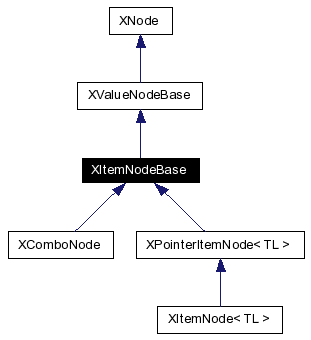 XNode
XValueNodeBase
XItemNodeBase
XComboNode
XPointerItemNode< TL >
XItemNode< TL >